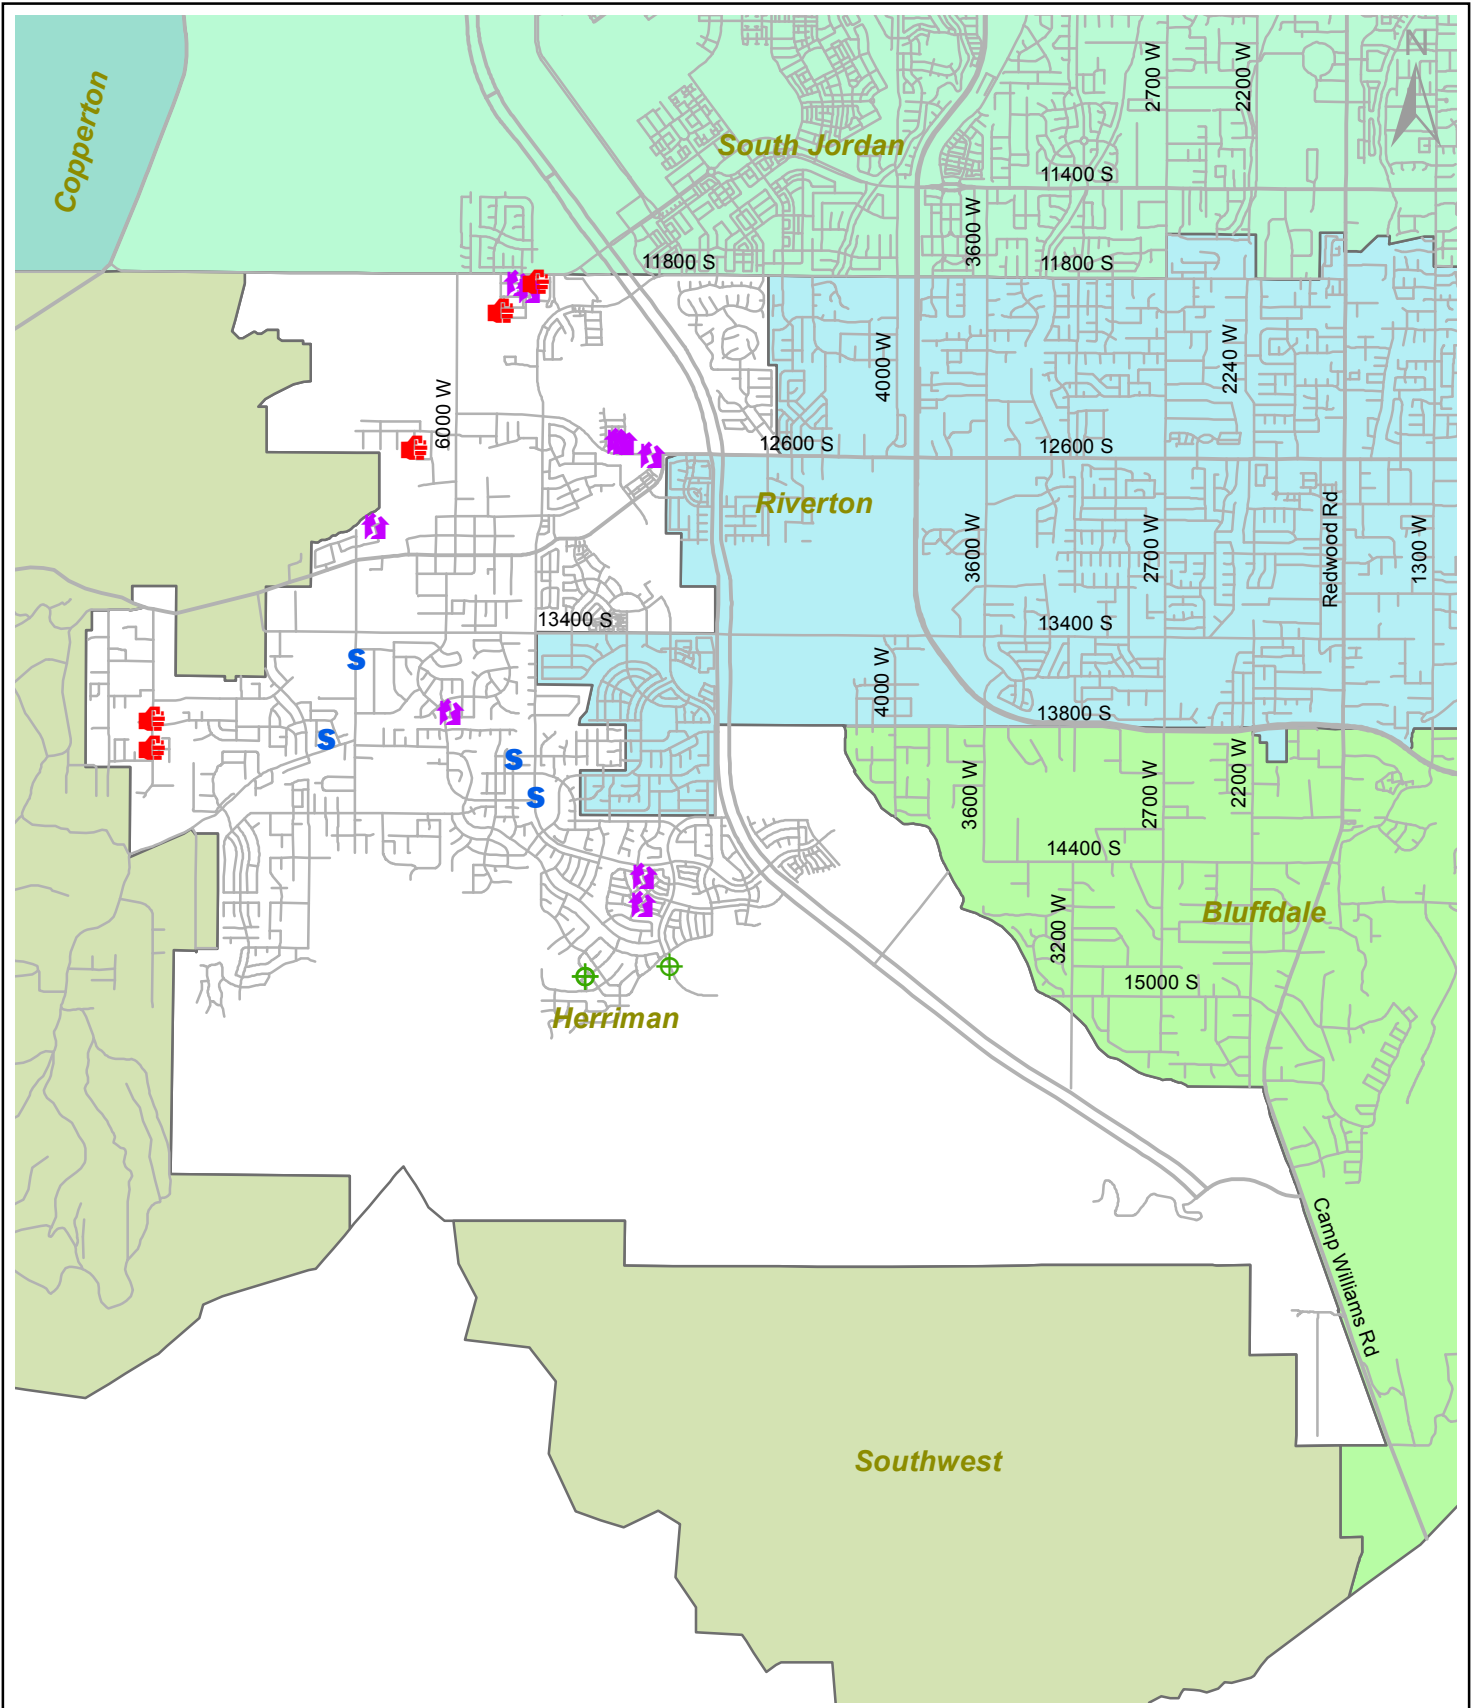 N
2700 W
2200 W
Copperton
South Jordan
11400 S
3600 W
11800 S
11800 S
4000 W
2240 W
6000 W
12600 S
12600 S
Riverton
3600 W
2700 W
Redwood Rd
1300 W
13400 S
13400 S
S
4000 W
13800 S
S
S
S
3600 W
2700 W
2200 W
14400 S
3200 W
Bluffdale
15000 S
Herriman
Camp Williams Rd
Southwest